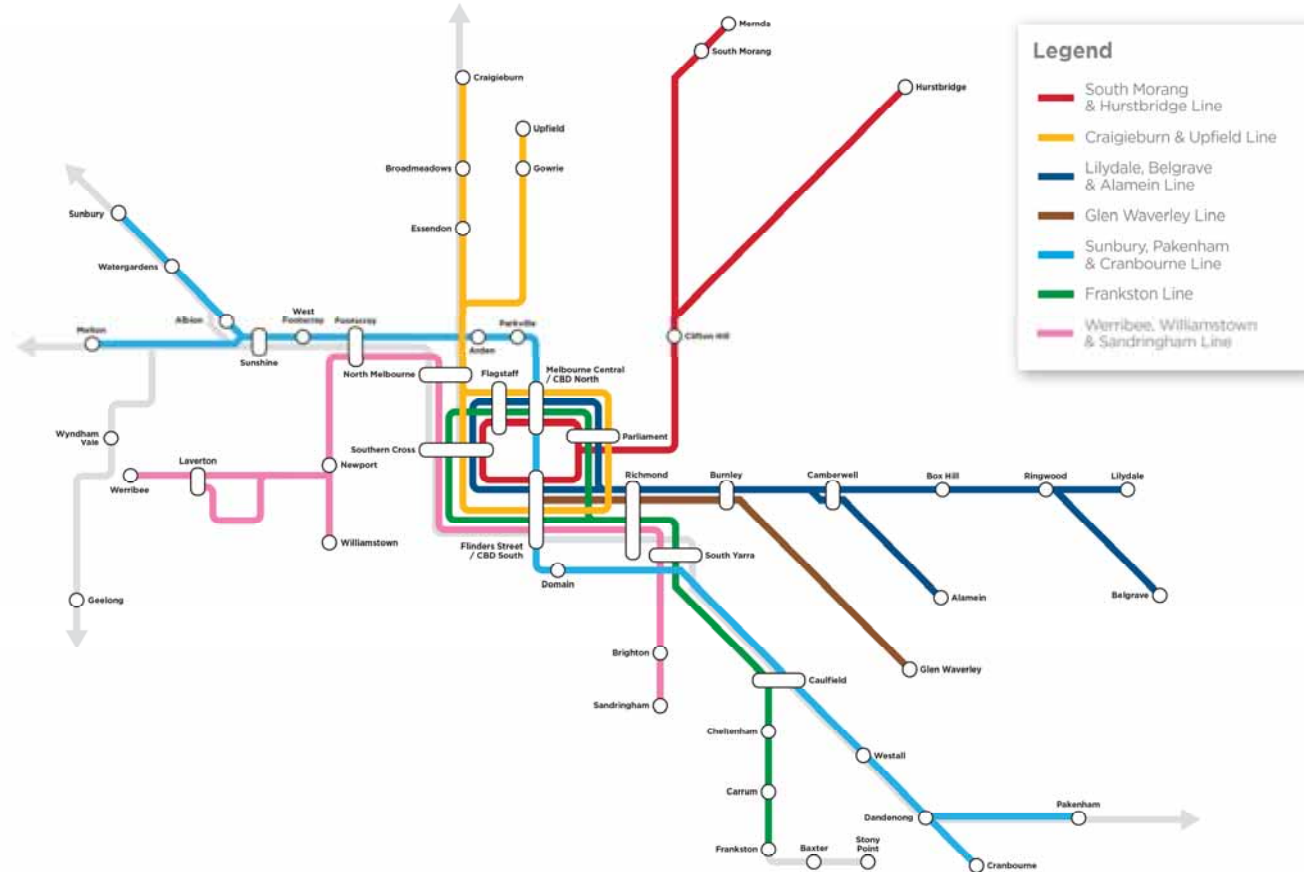 Mernda
South Morang
Craigieburn
Hurstbridge
Upfield
Broadmeadows
Gowrie
Essendon
Sunbury
Watergardens
Albion
West
Footscray
Footscray
Parkville
Melton
Arden
Clifton Hill
Sunshine
North Melbourne
Flagstaff
Melbourne Central
/ CBD North
Wyndham
Vale
Southern Cross
Parliament
Laverton
Newport
Richmond
Burnley
Camberwell
Box Hill
Ringwood
Lilydale
Werribee
Williamstown
Flinders Street
/ CBD South
South Yarra
Domain
Geelong
Alamein
Belgrave
Brighton
Glen Waverley
Caulfield
Sandringham
Cheltenham
Westall
Carrum
Pakenham
Dandenong
Frankston
Baxter
Stony
Point
Cranbourne
Legend
South Morang
& Hurstbridge Line
Craigieburn & Upfield Line
Lilydale, Belgrave
& Alamein Line
Glen Waverley Line
Sunbury, Pakenham
& Cranbourne Line
Frankston Line
Werribee, Williamstown
& Sandringham Line